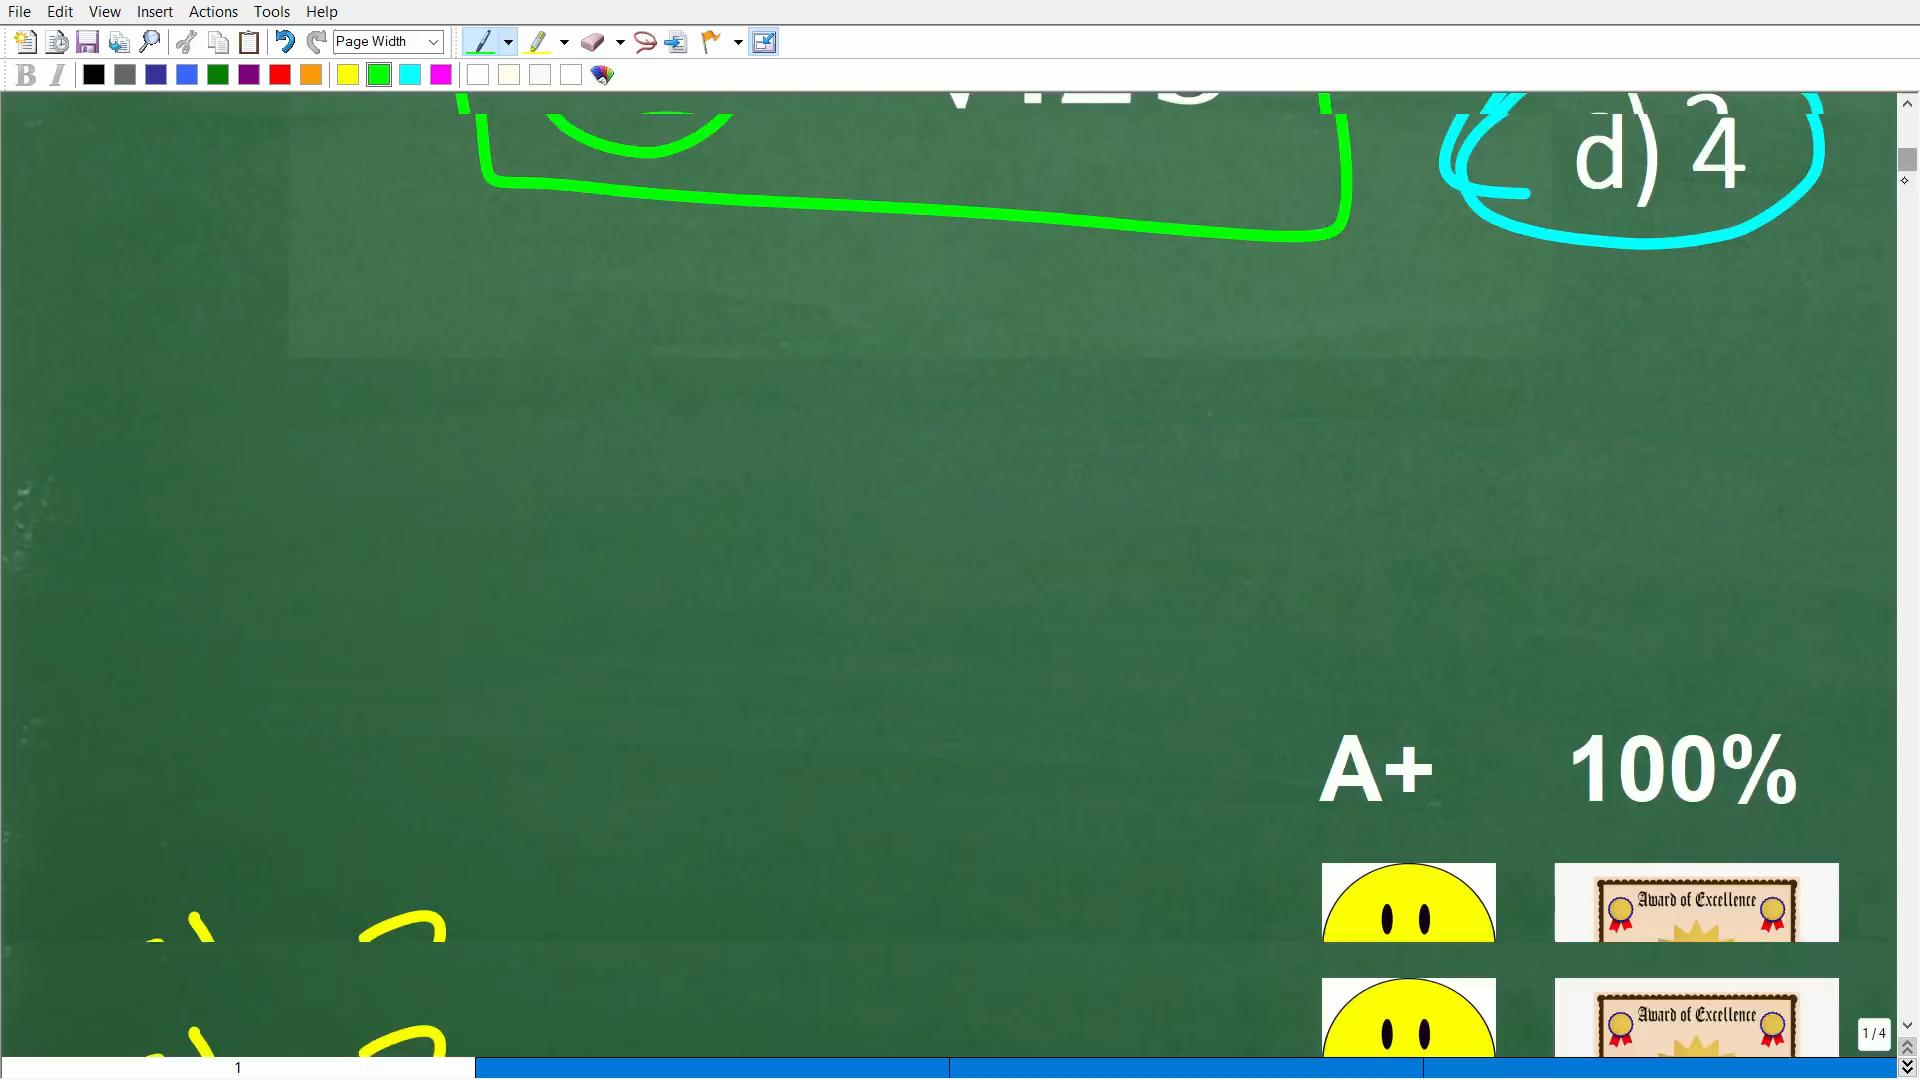 File Edit View Insert Actions Tools Help
Page Width
B I
d) 4
A+ 100%
Award of Excellence
Award of Excellence
1 / 4
1